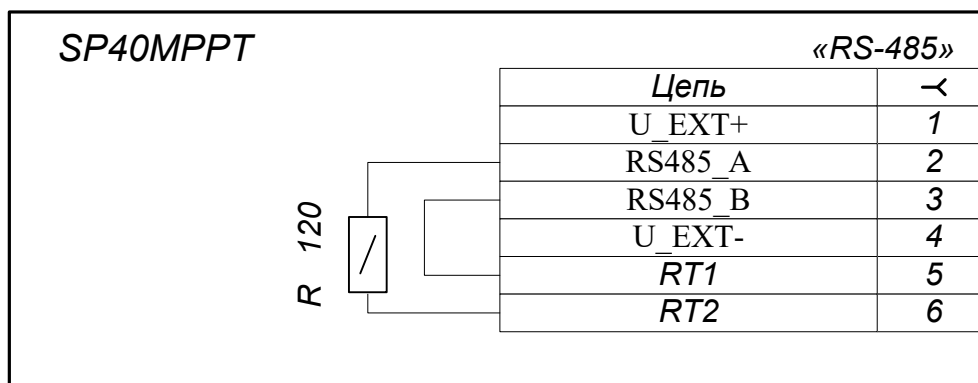 SP40MPPT
«RS-485»
Цепь
U_EXT+ 1
RS485_A 2
RS485_B 3
U_EXT- 4
RT1 5
RT2 6
R 120